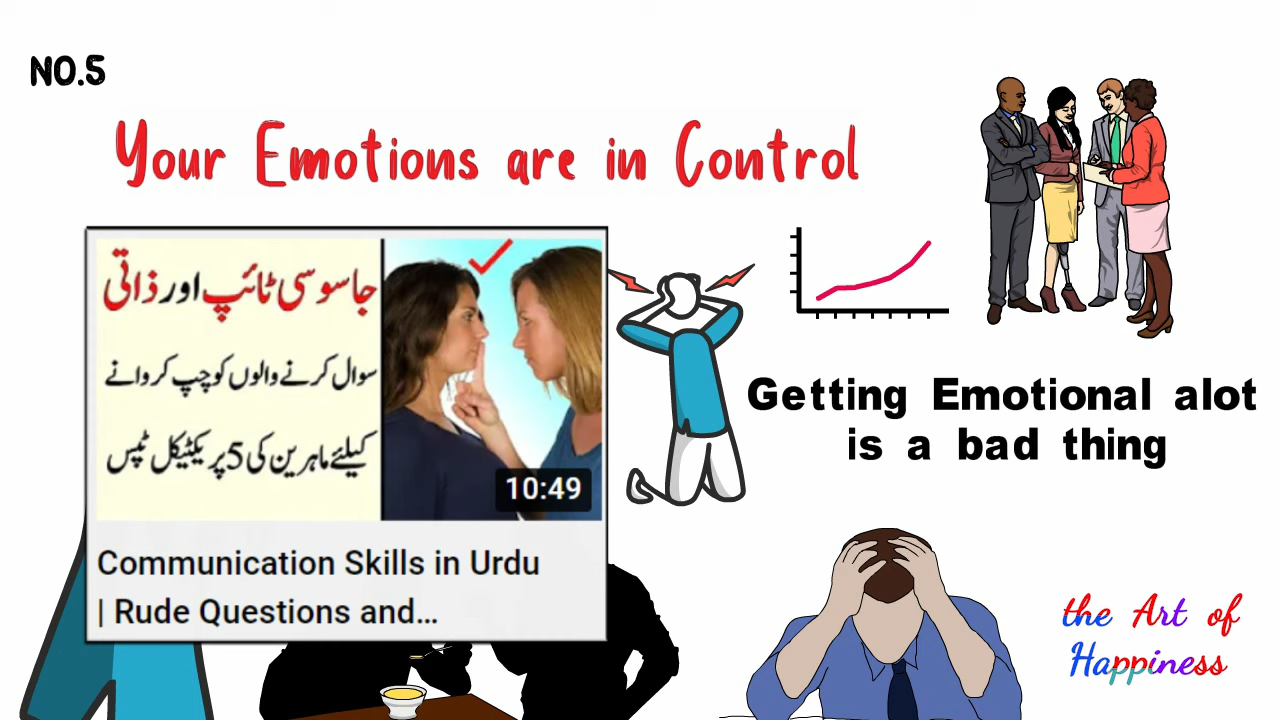 NO.5
Your Emotions are in Control
جاسوسی ٹائپ اور ذاتی
سوال کرنے والوں کو چپ کروانے
کیلئے ماہرین کی 5 پریکٹیکل ٹپس
10:49
Communication Skills in Urdu
| Rude Questions and...
Getting Emotional alot
is a bad thing
the Art of
Happiness